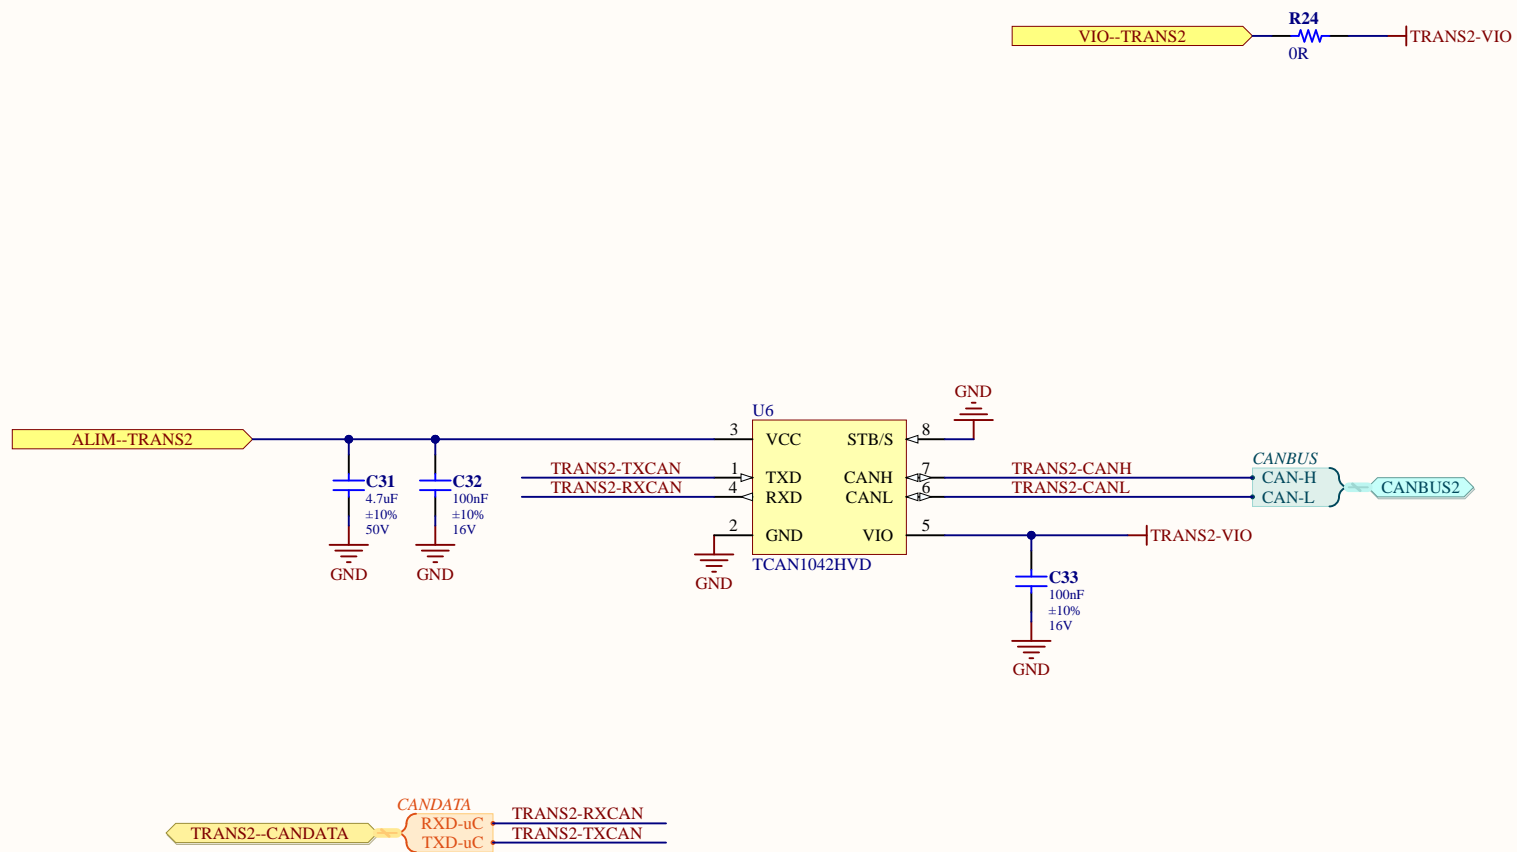 R24
VIO--TRANS2
TRANS2-VIO
0R
GND
U6
ALIM--TRANS2
3 VCC
STB/S 8
TRANS2-TXCAN
1 TXD
CANH 7
TRANS2-CANH
CANBUS
CAN-H
C31
4.7uF
±10%
50V
C32
100nF
±10%
16V
TRANS2-RXCAN
4 RXD
CANL 6
TRANS2-CANL
CAN-L
CANBUS2
2 GND
VIO 5
TRANS2-VIO
TCAN1042HVD
GND
GND
GND
C33
100nF
±10%
16V
GND
CANDATA
TRANS2--CANDATA
RXD-uC
TRANS2-RXCAN
TXD-uC
TRANS2-TXCAN